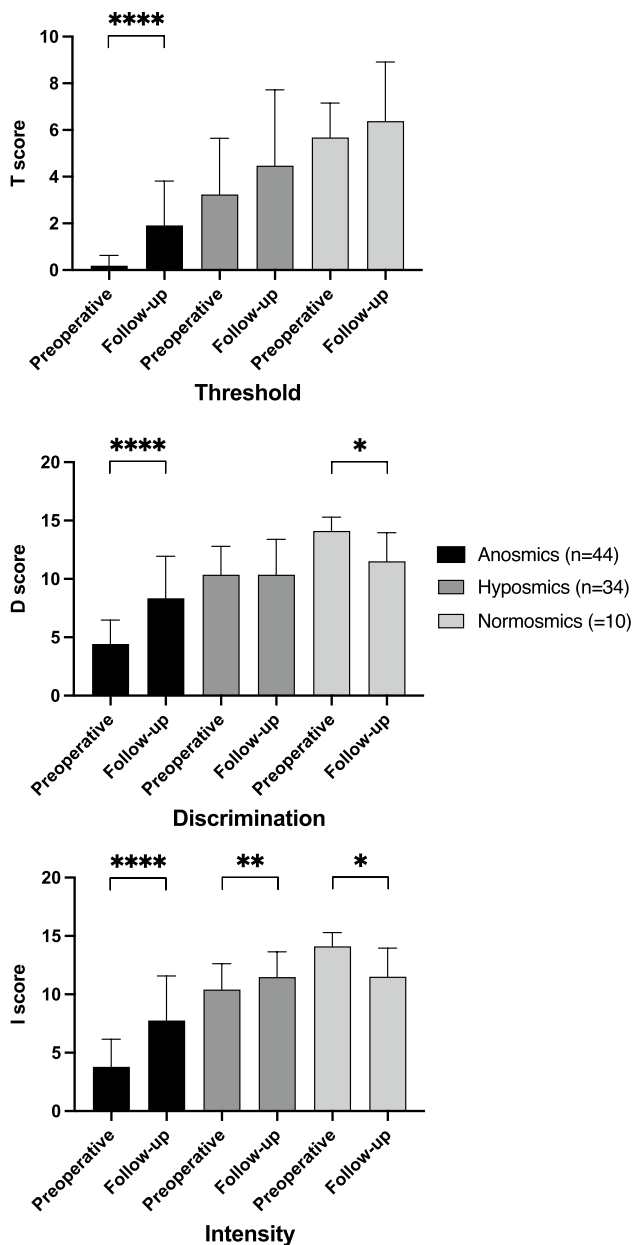 ****
10
8
6
4
2
0
T score
Preoperative
Follow-up
Preoperative
Follow-up
Preoperative
Follow-up
Threshold
****
*
20
15
10
5
0
D score
Preoperative
Follow-up
Preoperative
Follow-up
Preoperative
Follow-up
Discrimination
Anosmics (n=44)
Hyposmics (n=34)
Normosmics (=10)
****
**
*
20
15
10
5
0
I score
Preoperative
Follow-up
Preoperative
Follow-up
Preoperative
Follow-up
Intensity